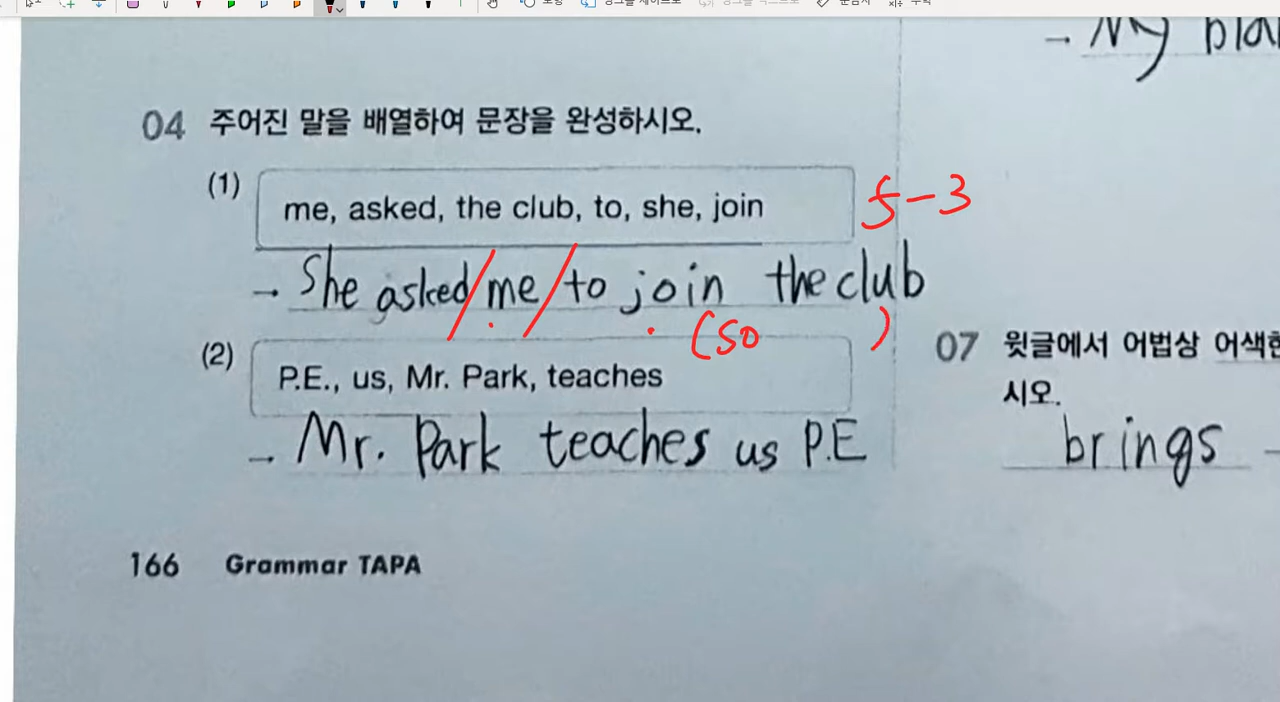 → My
04 주어진 말을 배열하여 문장을 완성하시오.
(1) me, asked, the club, to, she, join
5-3
→ She asked/me/to join the club
(so )
(2) P.E., us, Mr. Park, teaches
→ Mr. Park teaches us P.E
07 윗글에서 어법상
시오.
brings →
166 Grammar TAPA